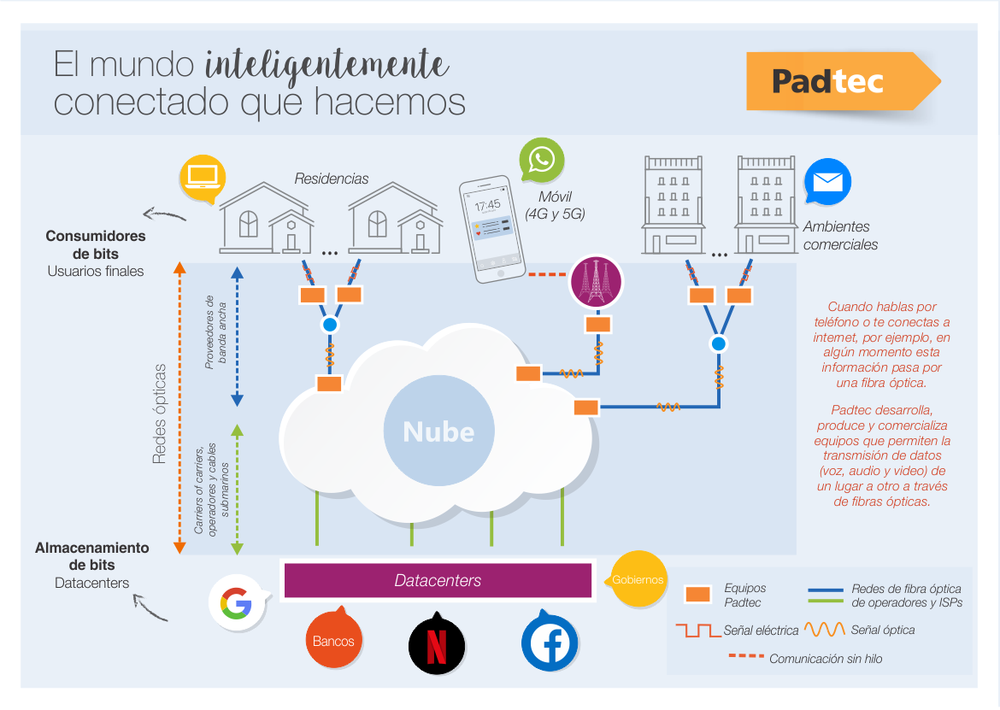 El mundo inteligentemente
conectado que hacemos
Padtec
Residencias
17:45
Móvil
(4G y 5G)
Ambientes
comerciales
...
...
Consumidores
de bits
Usuarios finales
Redes ópticas
Proveedores de
banda ancha
Carriers of carriers,
operadores y cables
submarinos
Nube
Cuando hablas por
teléfono o te conectas a
internet, por ejemplo, en
algún momento esta
información pasa por
una fibra óptica.
Padtec desarrolla,
produce y comercializa
equipos que permiten la
transmisión de datos
(voz, audio y video) de
un lugar a otro a través
de fibras ópticas.
Almacenamiento
de bits
Datacenters
G
Datacenters
Gobiernos
Bancos
N
f
Equipos
Padtec
Redes de fibra óptica
de operadores y ISPs
Señal eléctrica
Señal óptica
Comunicación sin hilo